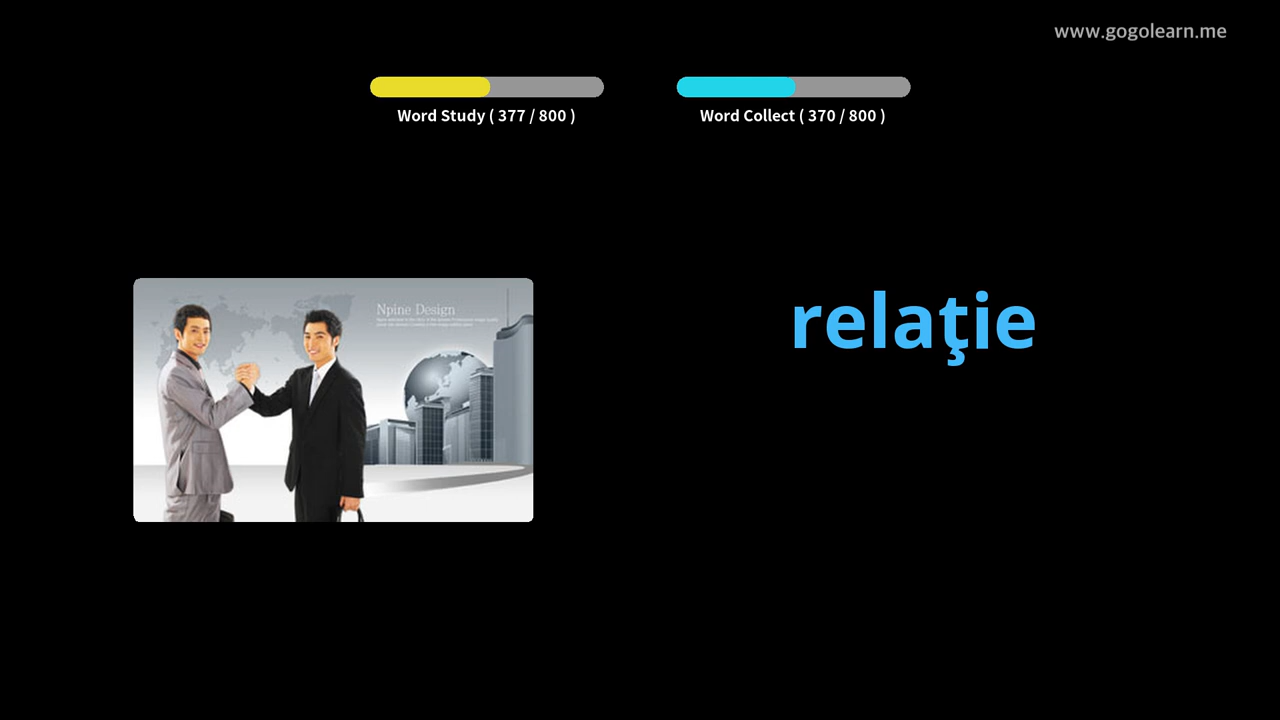 www.gogolearn.me
Word Study ( 377 / 800 )
Word Collect ( 370 / 800 )
Npine Design
relaţie